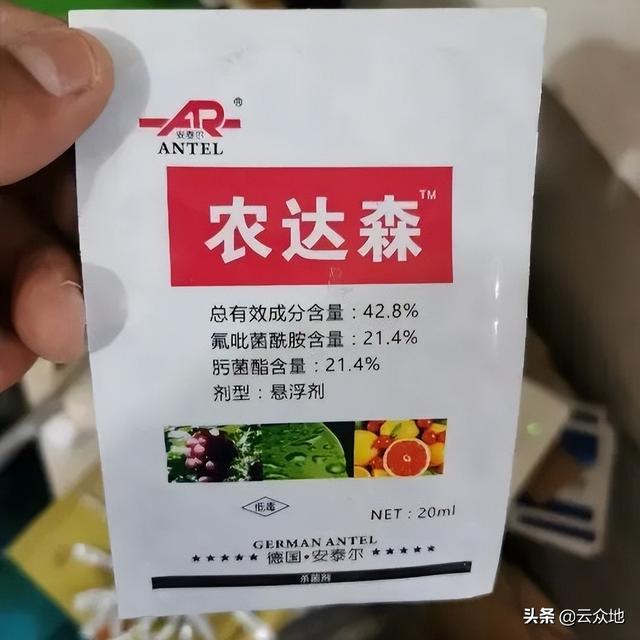 AR®
安泰尔
ANTEL
农达森™
总有效成分含量：42.8%
氟吡菌酰胺含量：21.4%
肟菌酯含量：21.4%
剂型：悬浮剂
低毒
NET：20ml
GERMAN ANTEL
★★★★★德国·安泰尔★★★★★
杀菌剂
头条 @云众地